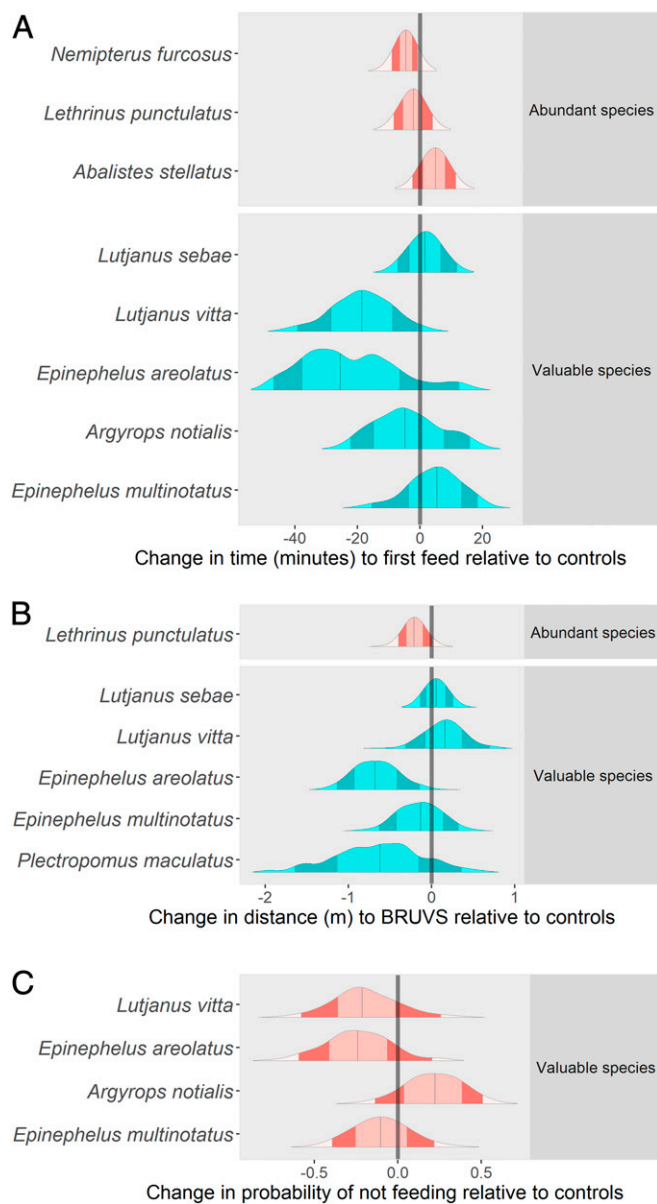 A
Nemipterus furcosus
Lethrinus punctulatus
Abalistes stellatus
Abundant species
Lutjanus sebae
Lutjanus vitta
Epinephelus areolatus
Argyrops notialis
Epinephelus multinotatus
Valuable species
-40 -20 0 20
Change in time (minutes) to first feed relative to controls
B
Lethrinus punctulatus
Abundant species
Lutjanus sebae
Lutjanus vitta
Epinephelus areolatus
Epinephelus multinotatus
Plectropomus maculatus
Valuable species
-2 -1 0 1
Change in distance (m) to BRUVS relative to controls
C
Lutjanus vitta
Epinephelus areolatus
Argyrops notialis
Epinephelus multinotatus
Valuable species
-0.5 0.0 0.5
Change in probability of not feeding relative to controls